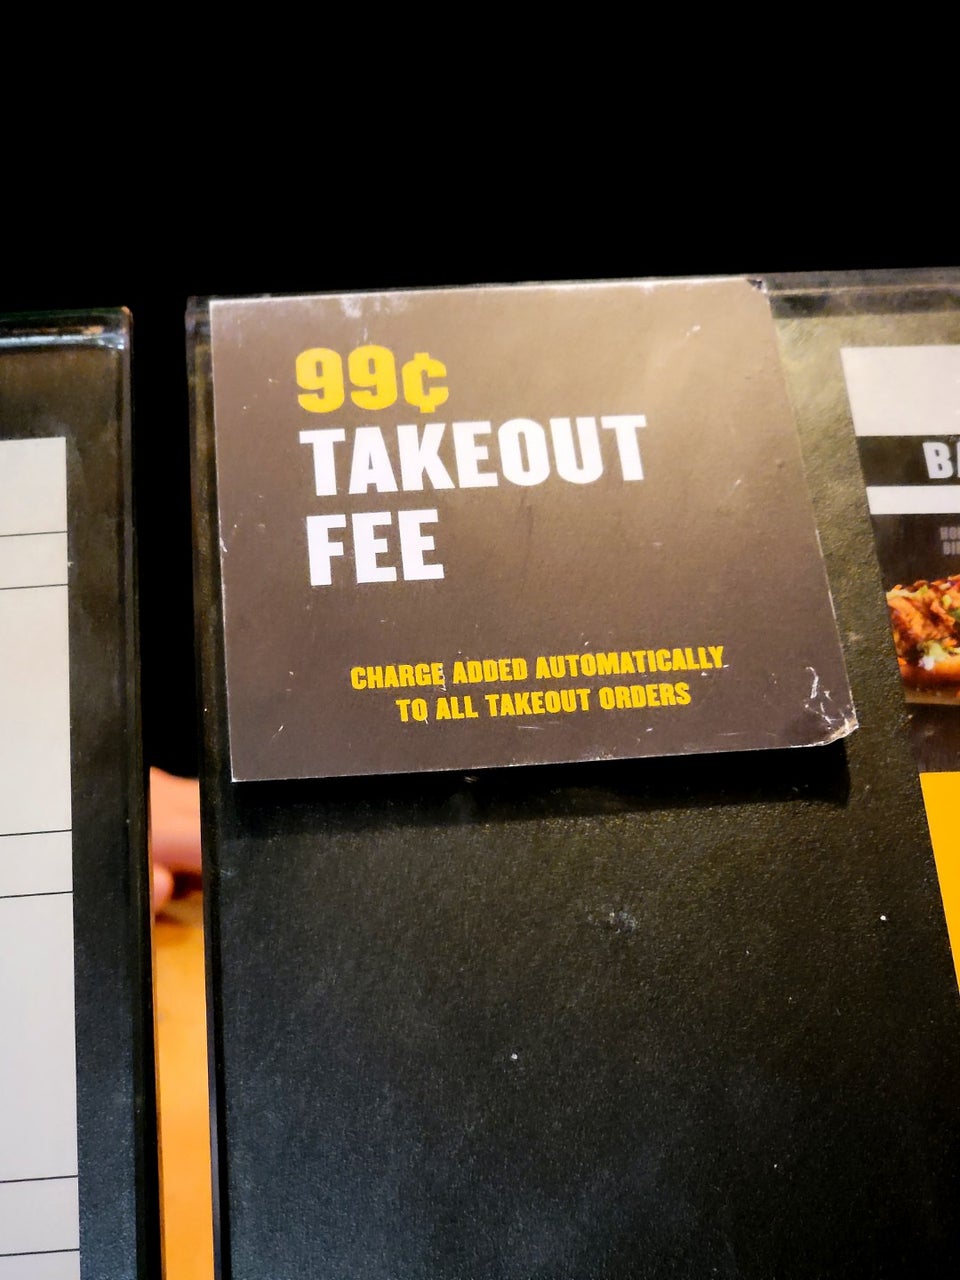 99¢
TAKEOUT
FEE
CHARGE ADDED AUTOMATICALLY
TO ALL TAKEOUT ORDERS